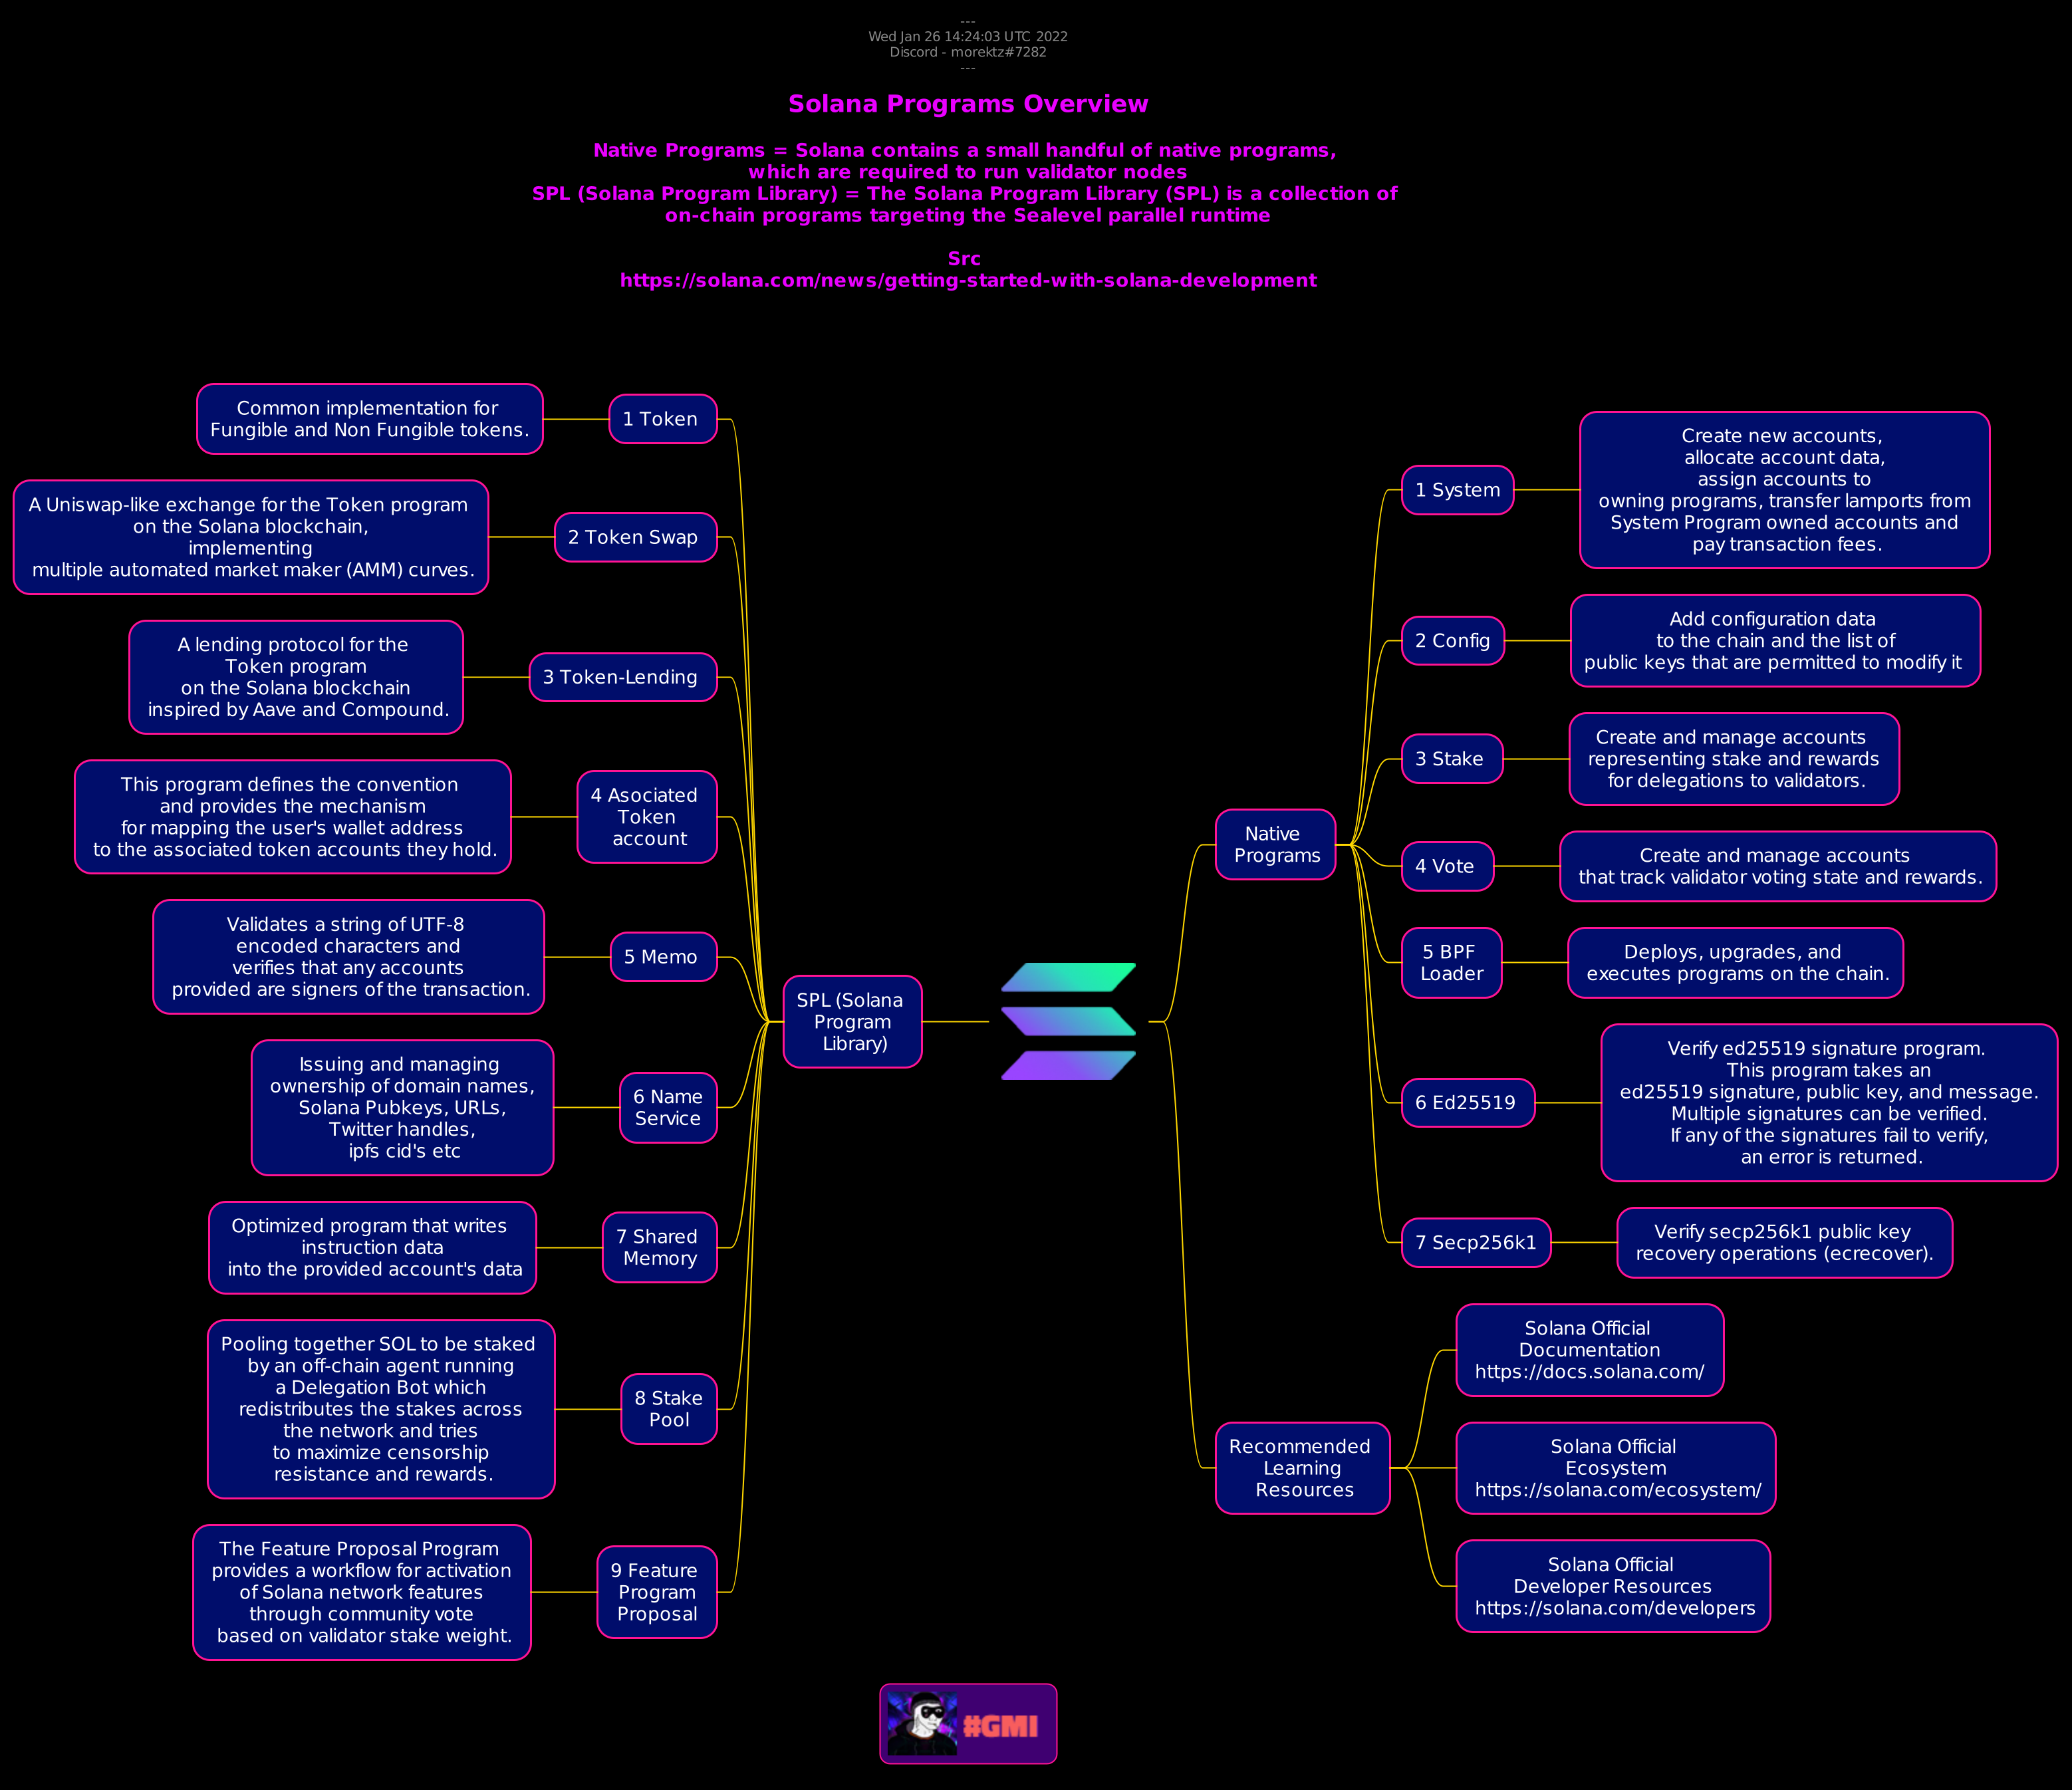 ---
Wed Jan 26 14:24:03 UTC 2022
Discord - morektz#7282
---
Solana Programs Overview
Native Programs = Solana contains a small handful of native programs,
which are required to run validator nodes
SPL (Solana Program Library) = The Solana Program Library (SPL) is a collection of
on-chain programs targeting the Sealevel parallel runtime
Src
https://solana.com/news/getting-started-with-solana-development
SPL (Solana
Program
Library)
1 Token
Common implementation for
Fungible and Non Fungible tokens.
2 Token Swap
A Uniswap-like exchange for the Token program
on the Solana blockchain,
implementing
multiple automated market maker (AMM) curves.
3 Token-Lending
A lending protocol for the
Token program
on the Solana blockchain
inspired by Aave and Compound.
4 Asociated
Token
account
This program defines the convention
and provides the mechanism
for mapping the user's wallet address
to the associated token accounts they hold.
5 Memo
Validates a string of UTF-8
encoded characters and
verifies that any accounts
provided are signers of the transaction.
6 Name
Service
Issuing and managing
ownership of domain names,
Solana Pubkeys, URLs,
Twitter handles,
ipfs cid's etc
7 Shared
Memory
Optimized program that writes
instruction data
into the provided account's data
8 Stake
Pool
Pooling together SOL to be staked
by an off-chain agent running
a Delegation Bot which
redistributes the stakes across
the network and tries
to maximize censorship
resistance and rewards.
9 Feature
Program
Proposal
The Feature Proposal Program
provides a workflow for activation
of Solana network features
through community vote
based on validator stake weight.
Native
Programs
1 System
Create new accounts,
allocate account data,
assign accounts to
owning programs, transfer lamports from
System Program owned accounts and
pay transaction fees.
2 Config
Add configuration data
to the chain and the list of
public keys that are permitted to modify it
3 Stake
Create and manage accounts
representing stake and rewards
for delegations to validators.
4 Vote
Create and manage accounts
that track validator voting state and rewards.
5 BPF
Loader
Deploys, upgrades, and
executes programs on the chain.
6 Ed25519
Verify ed25519 signature program.
This program takes an
ed25519 signature, public key, and message.
Multiple signatures can be verified.
If any of the signatures fail to verify,
an error is returned.
7 Secp256k1
Verify secp256k1 public key
recovery operations (ecrecover).
Recommended
Learning
Resources
Solana Official
Documentation
https://docs.solana.com/
Solana Official
Ecosystem
https://solana.com/ecosystem/
Solana Official
Developer Resources
https://solana.com/developers
#GMI